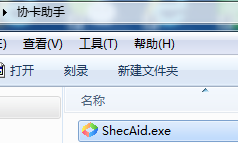 协卡助手
E) 查看(V) 工具(T) 帮助(H)
打开 刻录 新建文件夹
名称
ShecAid.exe